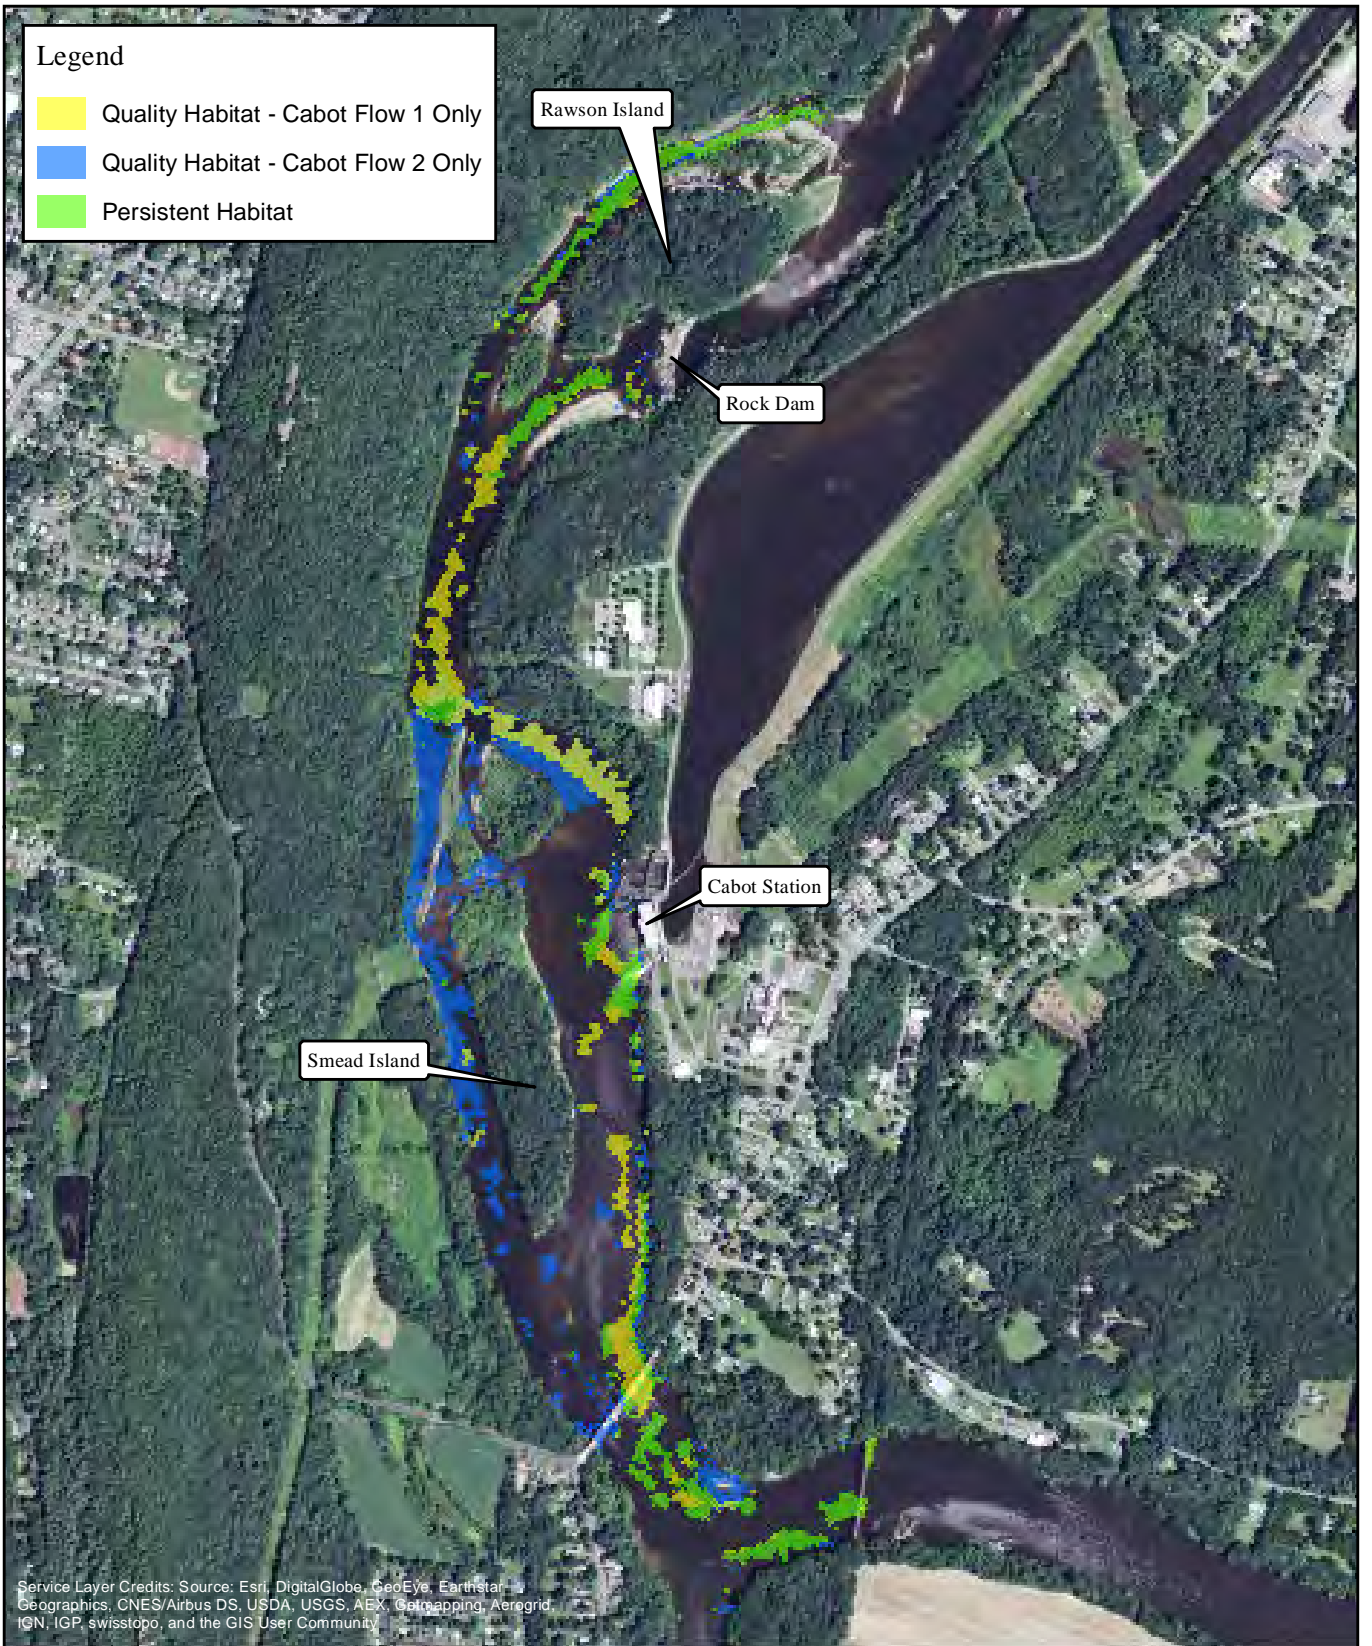 Legend
Quality Habitat - Cabot Flow 1 Only
Quality Habitat - Cabot Flow 2 Only
Persistent Habitat
Rawson Island
Rock Dam
Cabot Station
Smead Island
Service Layer Credits: Source: Esri, DigitalGlobe, GeoEye, Earthstar
Geographics, CNES/Airbus DS, USDA, USGS, AEX, Getmapping, Aerogrid,
IGN, IGP, swisstopo, and the GIS User Community